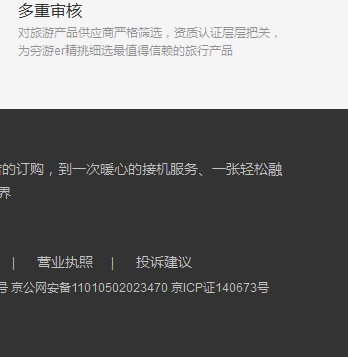 多重审核
对旅游产品供应商严格筛选，资质认证层层把关，
为穷游er精挑细选最值得信赖的旅行产品
的订购，到一次暖心的接机服务、一张轻松融
界
| 营业执照 | 投诉建议
号 京公网安备11010502023470 京ICP证140673号